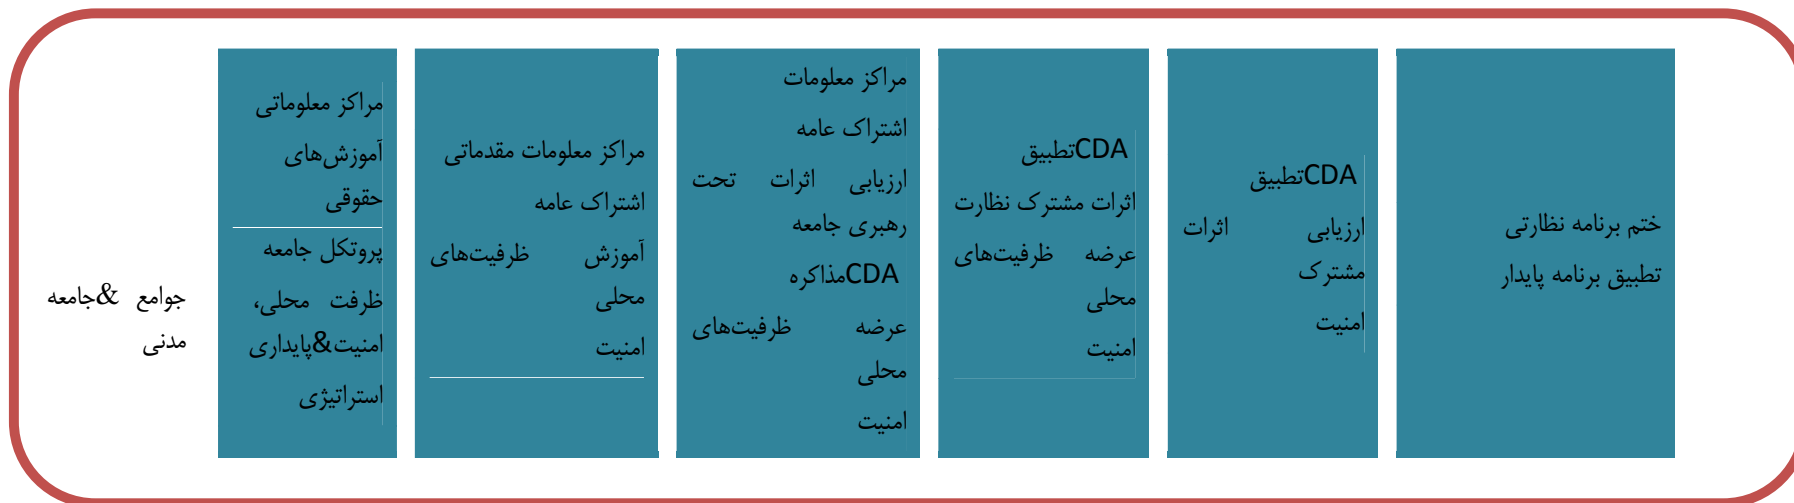 جوامع &جامعه
مدنی
مراکز معلوماتی
آموزش‌های
حقوقی
پروتکل جامعه
ظرفت محلی،
امنیت&پایداری
استراتیژی
مراکز معلومات مقدماتی
اشتراک عامه
آموزش ظرفیت‌های
محلی
امنیت
مراکز معلومات
اشتراک عامه
ارزیابی اثرات تحت
رهبری جامعه
CDAمذاکره
عرضه ظرفیت‌های
محلی
امنیت
CDAتطبیق
اثرات مشترک نظارت
عرضه ظرفیت‌های
محلی
امنیت
CDAتطبیق
ارزیابی اثرات
مشترک
امنیت
ختم برنامه نظارتی
تطبیق برنامه پایدار